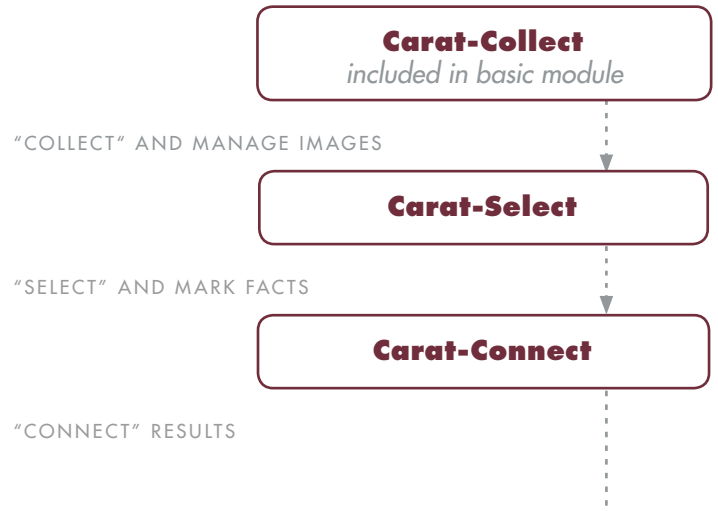 Carat-Collect
included in basic module
“COLLECT“ AND MANAGE IMAGES
Carat-Select
“SELECT” AND MARK FACTS
Carat-Connect
“CONNECT” RESULTS